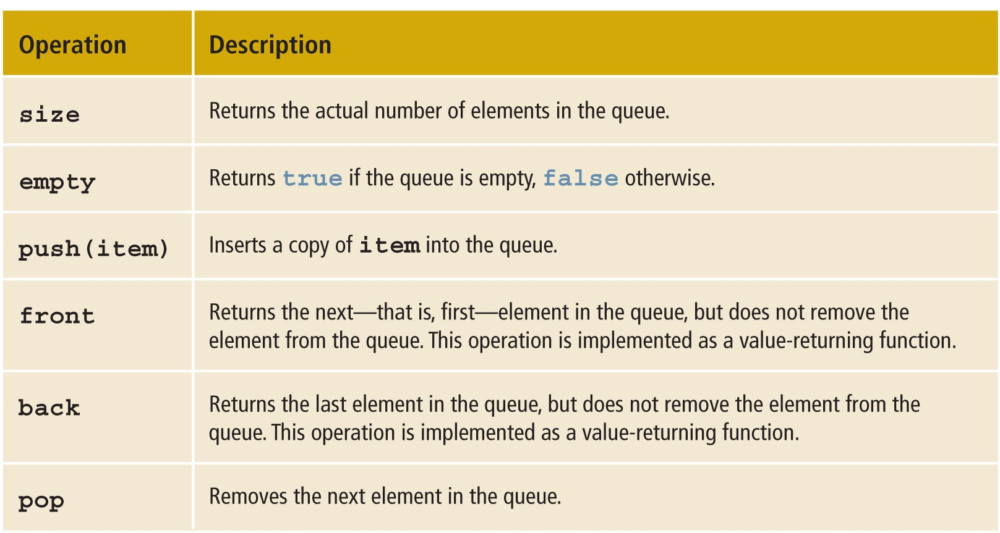 Operation Description
size Returns the actual number of elements in the queue.
empty Returns true if the queue is empty, false otherwise.
push(item) Inserts a copy of item into the queue.
front Returns the next—that is, first—element in the queue, but does not remove the
element from the queue. This operation is implemented as a value-returning function.
back Returns the last element in the queue, but does not remove the element from the
queue. This operation is implemented as a value-returning function.
pop Removes the next element in the queue.